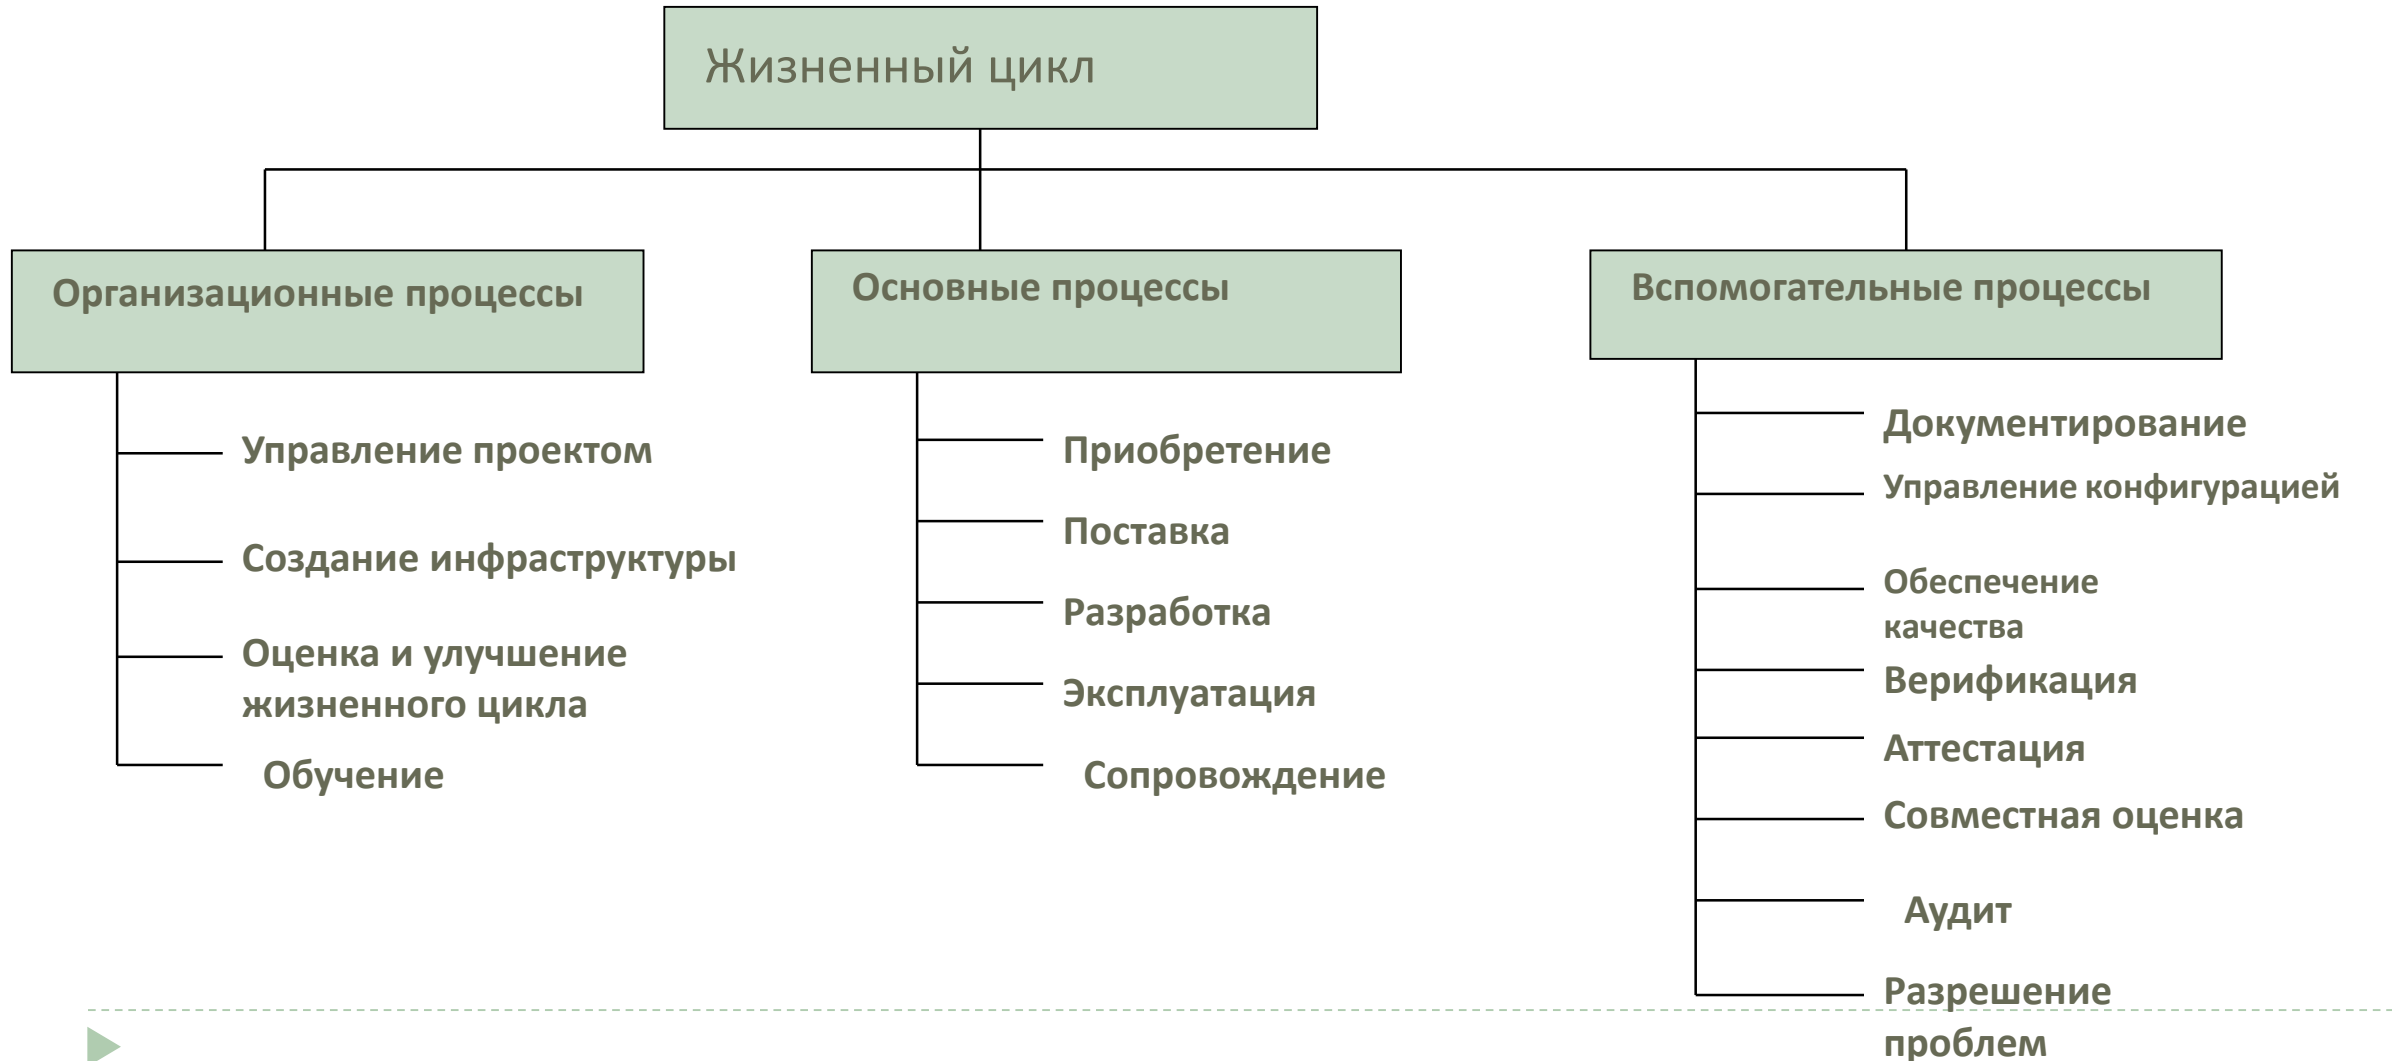 Жизненный цикл
Организационные процессы
Управление проектом
Создание инфраструктуры
Оценка и улучшение
жизненного цикла
Обучение
Основные процессы
Приобретение
Поставка
Разработка
Эксплуатация
Сопровождение
Вспомогательные процессы
Документирование
Управление конфигурацией
Обеспечение
качества
Верификация
Аттестация
Совместная оценка
Аудит
Разрешение
проблем